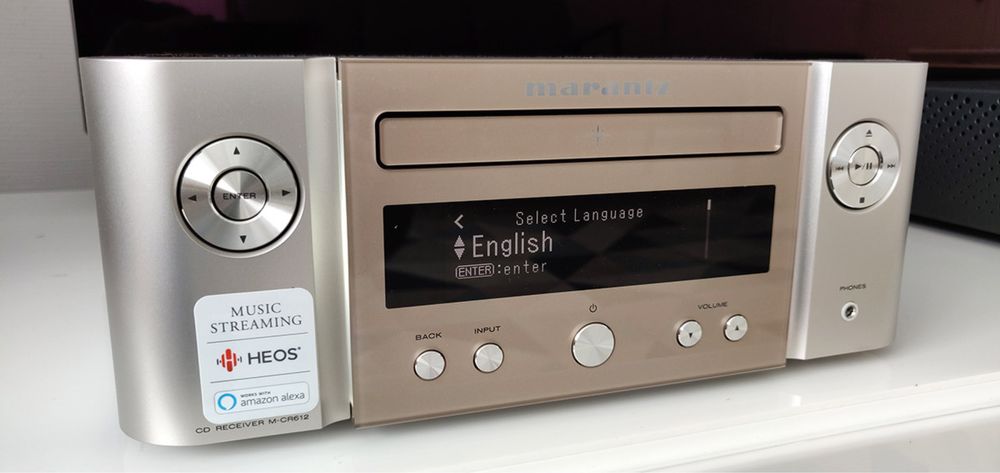 marantz
ENTER
Select Language
English
ENTER:enter
BACK
INPUT
VOLUME
PHONES
MUSIC
STREAMING
HEOS
WORKS WITH
amazon alexa
CD RECEIVER M-CR612